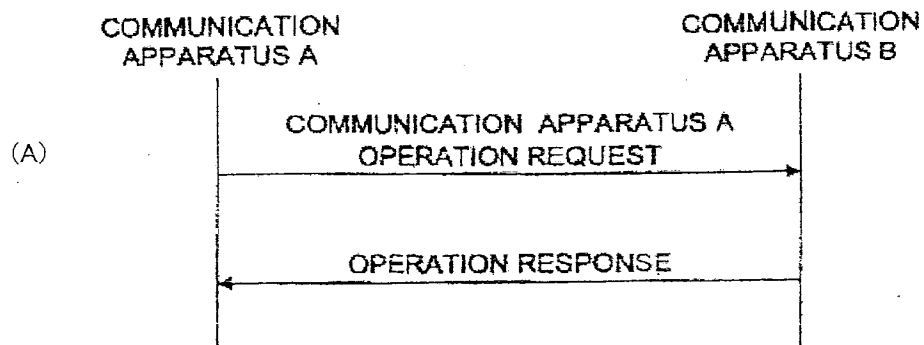 COMMUNICATION
APPARATUS A
COMMUNICATION
APPARATUS B
(A)
COMMUNICATION APPARATUS A
OPERATION REQUEST
OPERATION RESPONSE